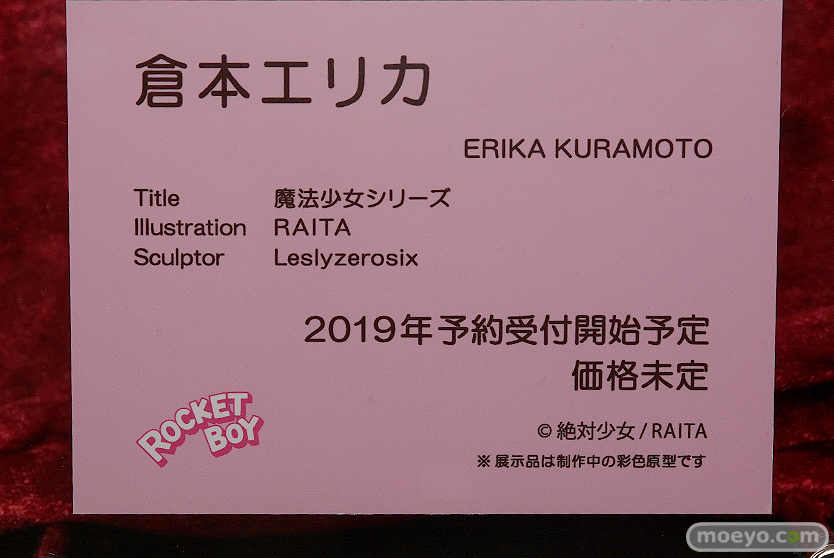 倉本エリカ
ERIKA KURAMOTO
Title 魔法少女シリーズ
Illustration RAITA
Sculptor Leslyzerosix
2019年予約受付開始予定
価格未定
ROCKET
BOY
© 絶対少女 / RAITA
※ 展示品は制作中の彩色原型です
moeyo.com